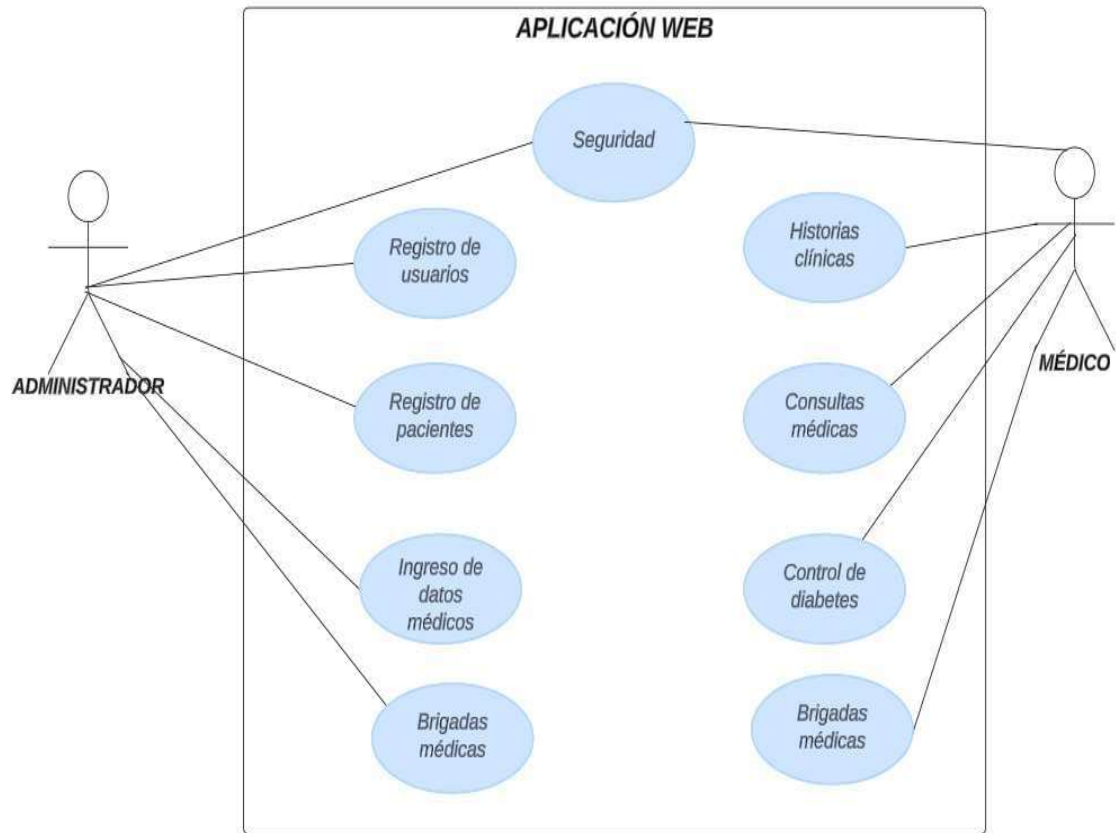 APLICACIÓN WEB
Seguridad
Registro de
usuarios
Historias
clínicas
ADMINISTRADOR
MÉDICO
Registro de
pacientes
Consultas
médicas
Ingreso de
datos
médicos
Control de
diabetes
Brigadas
médicas
Brigadas
médicas